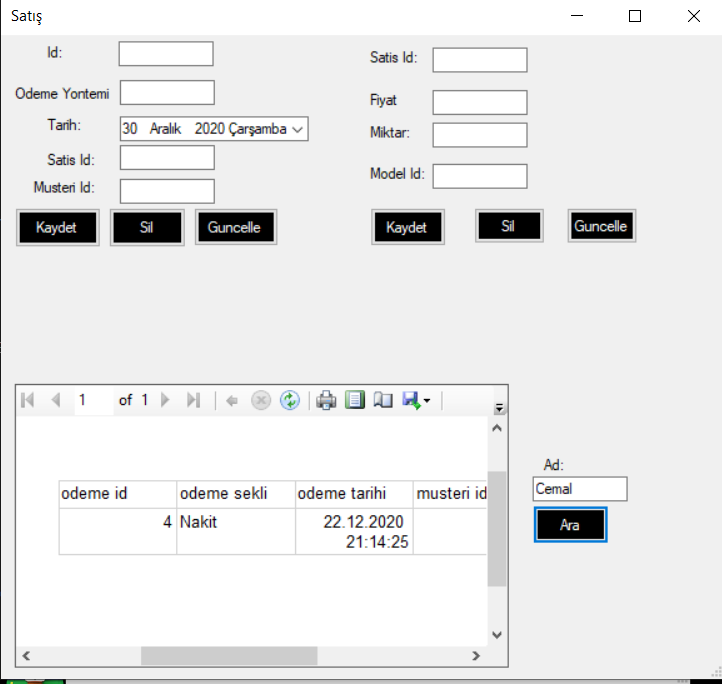 Satış
Id:
Odeme Yontemi
Tarih:
30 Aralık 2020 Çarşamba
Satis Id:
Musteri Id:
Kaydet
Sil
Guncelle
Satis Id:
Fiyat
Miktar:
Model Id:
Kaydet
Sil
Guncelle
1 of 1
odeme id odeme sekli odeme tarihi musteri id
4 Nakit 22.12.2020
21:14:25
Ad:
Cemal
Ara